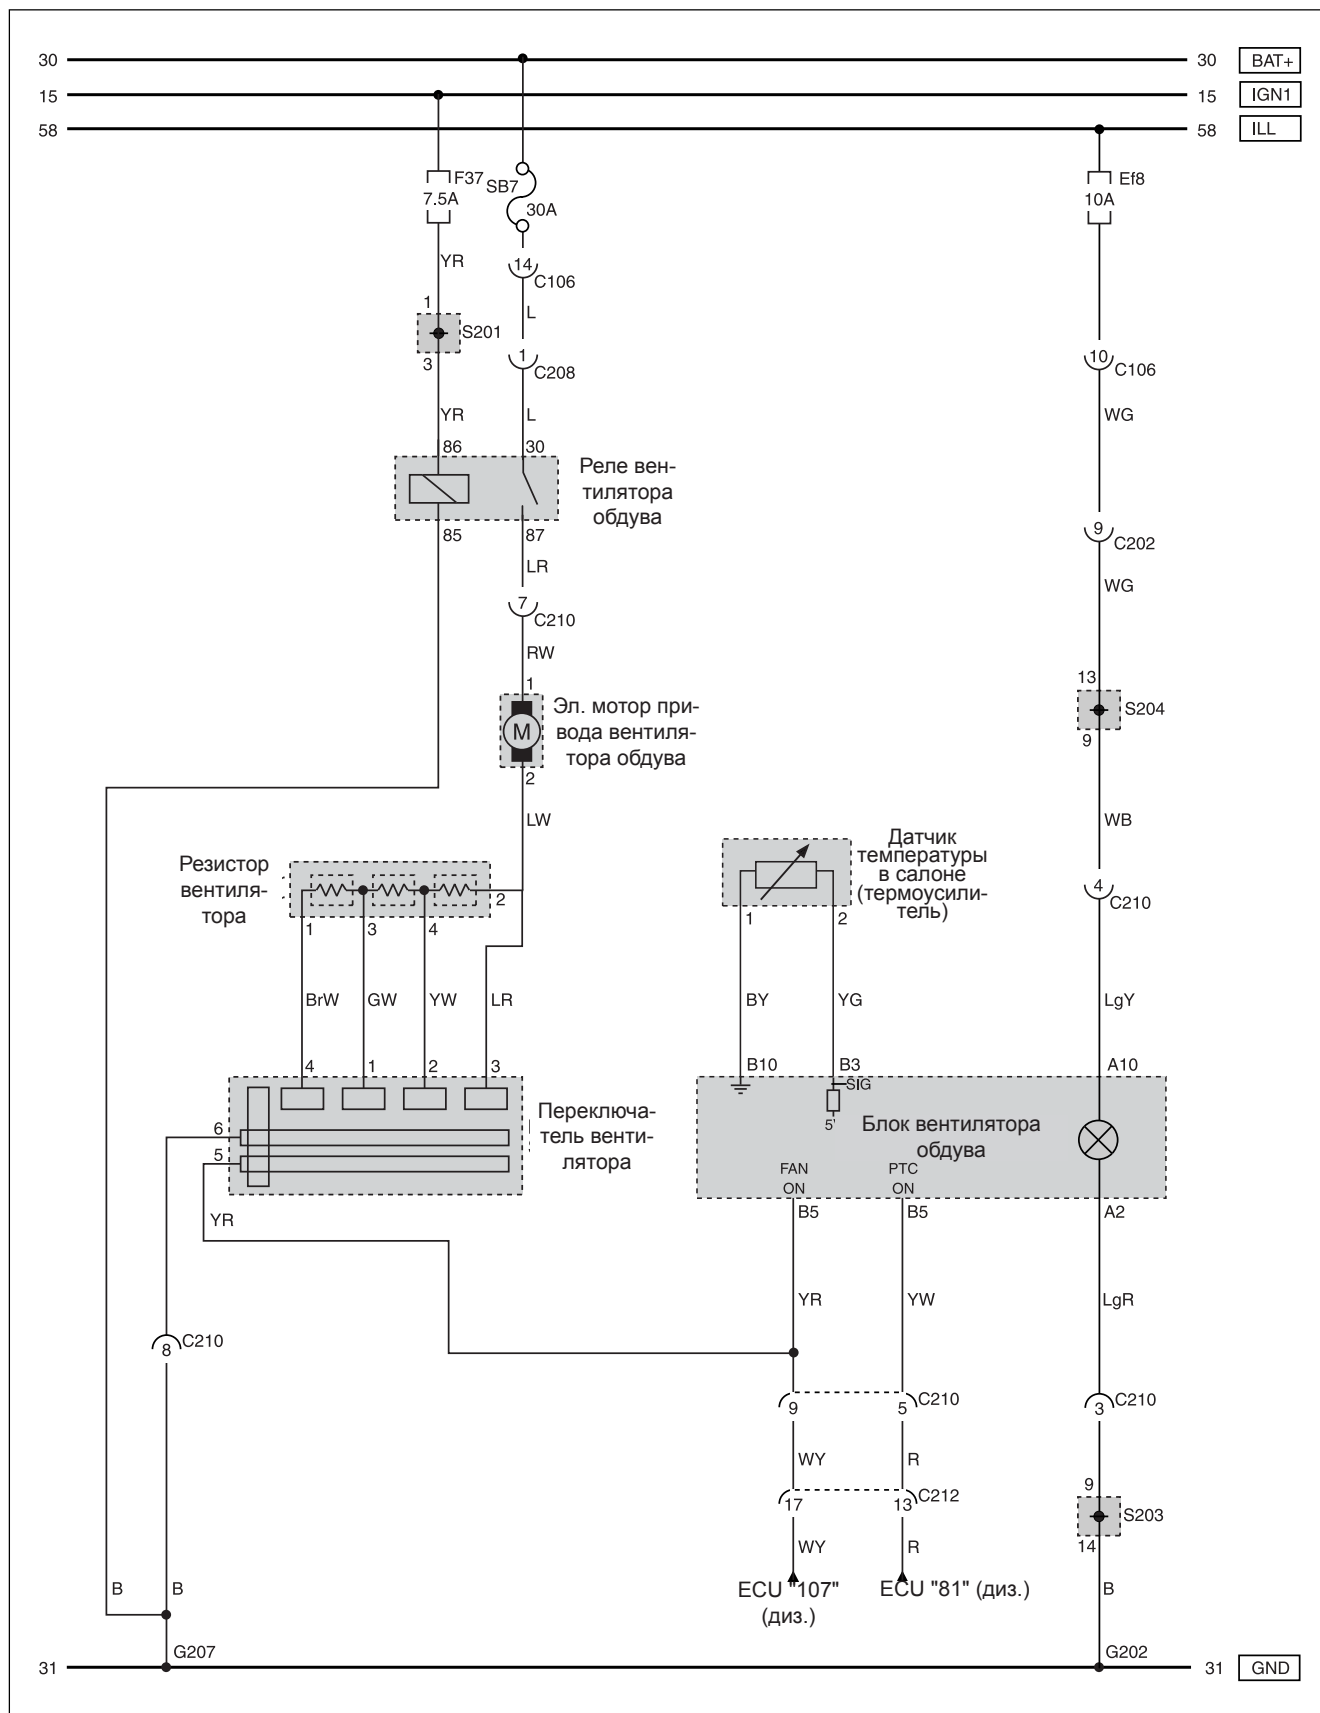 30
30
BAT+
15
15
IGN1
58
58
ILL
F37
7.5A
SB7
30A
Ef8
10A
YR
14
C106
1
L
S201
3
1
C208
10
C106
YR
L
WG
86
30
Реле вен-
тилятора
обдува
9
C202
85
87
LR
WG
7
C210
RW
13
1
S204
9
M
Эл. мотор при-
вода вентиля-
тора обдува
2
LW
WB
Резистор
вентиля-
тора
2
1
3
4
Датчик
температуры
в салоне
(термоусили-
тель)
1
2
4
C210
BrW
GW
YW
LR
BY
YG
LgY
4
1
2
3
B10
B3
A10
SIG
5'
6
5
Переключа-
тель венти-
лятора
Блок вентилятора
обдува
FAN
ON
PTC
ON
YR
B5
B5
A2
YR
YW
LgR
C210
8
9
5
C210
3
C210
WY
R
9
17
13
C212
S203
14
WY
R
B
B
ECU "107"
(диз.)
ECU "81" (диз.)
B
G207
G202
31
31
GND